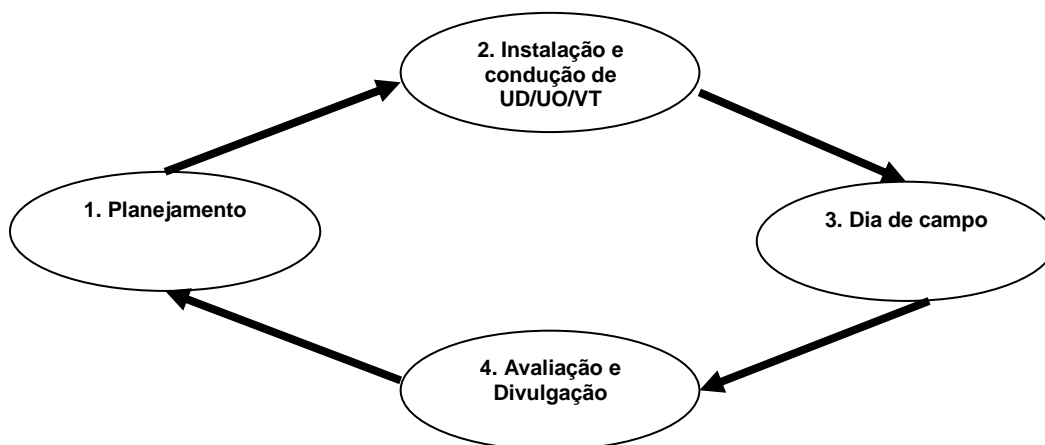 2. Instalação e
condução de
UD/UO/VT
1. Planejamento
3. Dia de campo
4. Avaliação e
Divulgação